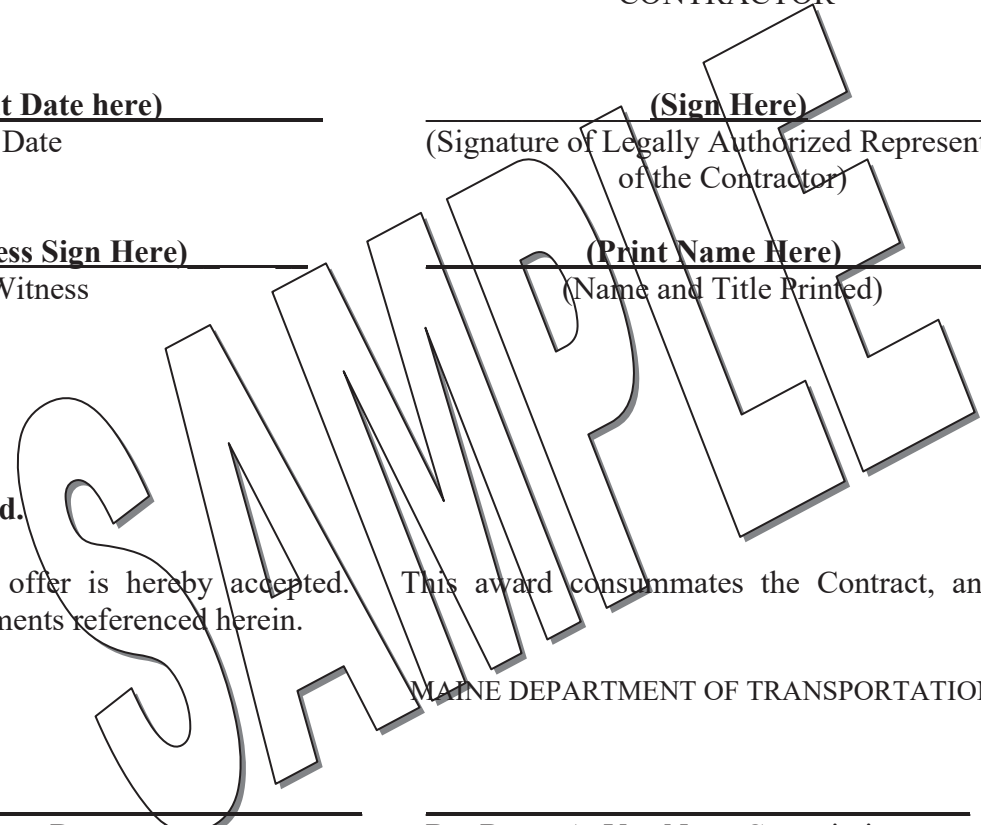 CONTRACTOR
t Date here) (Sign Here)
Date (Signature of Legally Authorized Represent
of the Contractor)
ess Sign Here) (Print Name Here)
Witness (Name and Title Printed)
SAMPLE
d.
offer is hereby accepted. This award consummates the Contract, an
ments referenced herein.
MAINE DEPARTMENT OF TRANSPORTATION